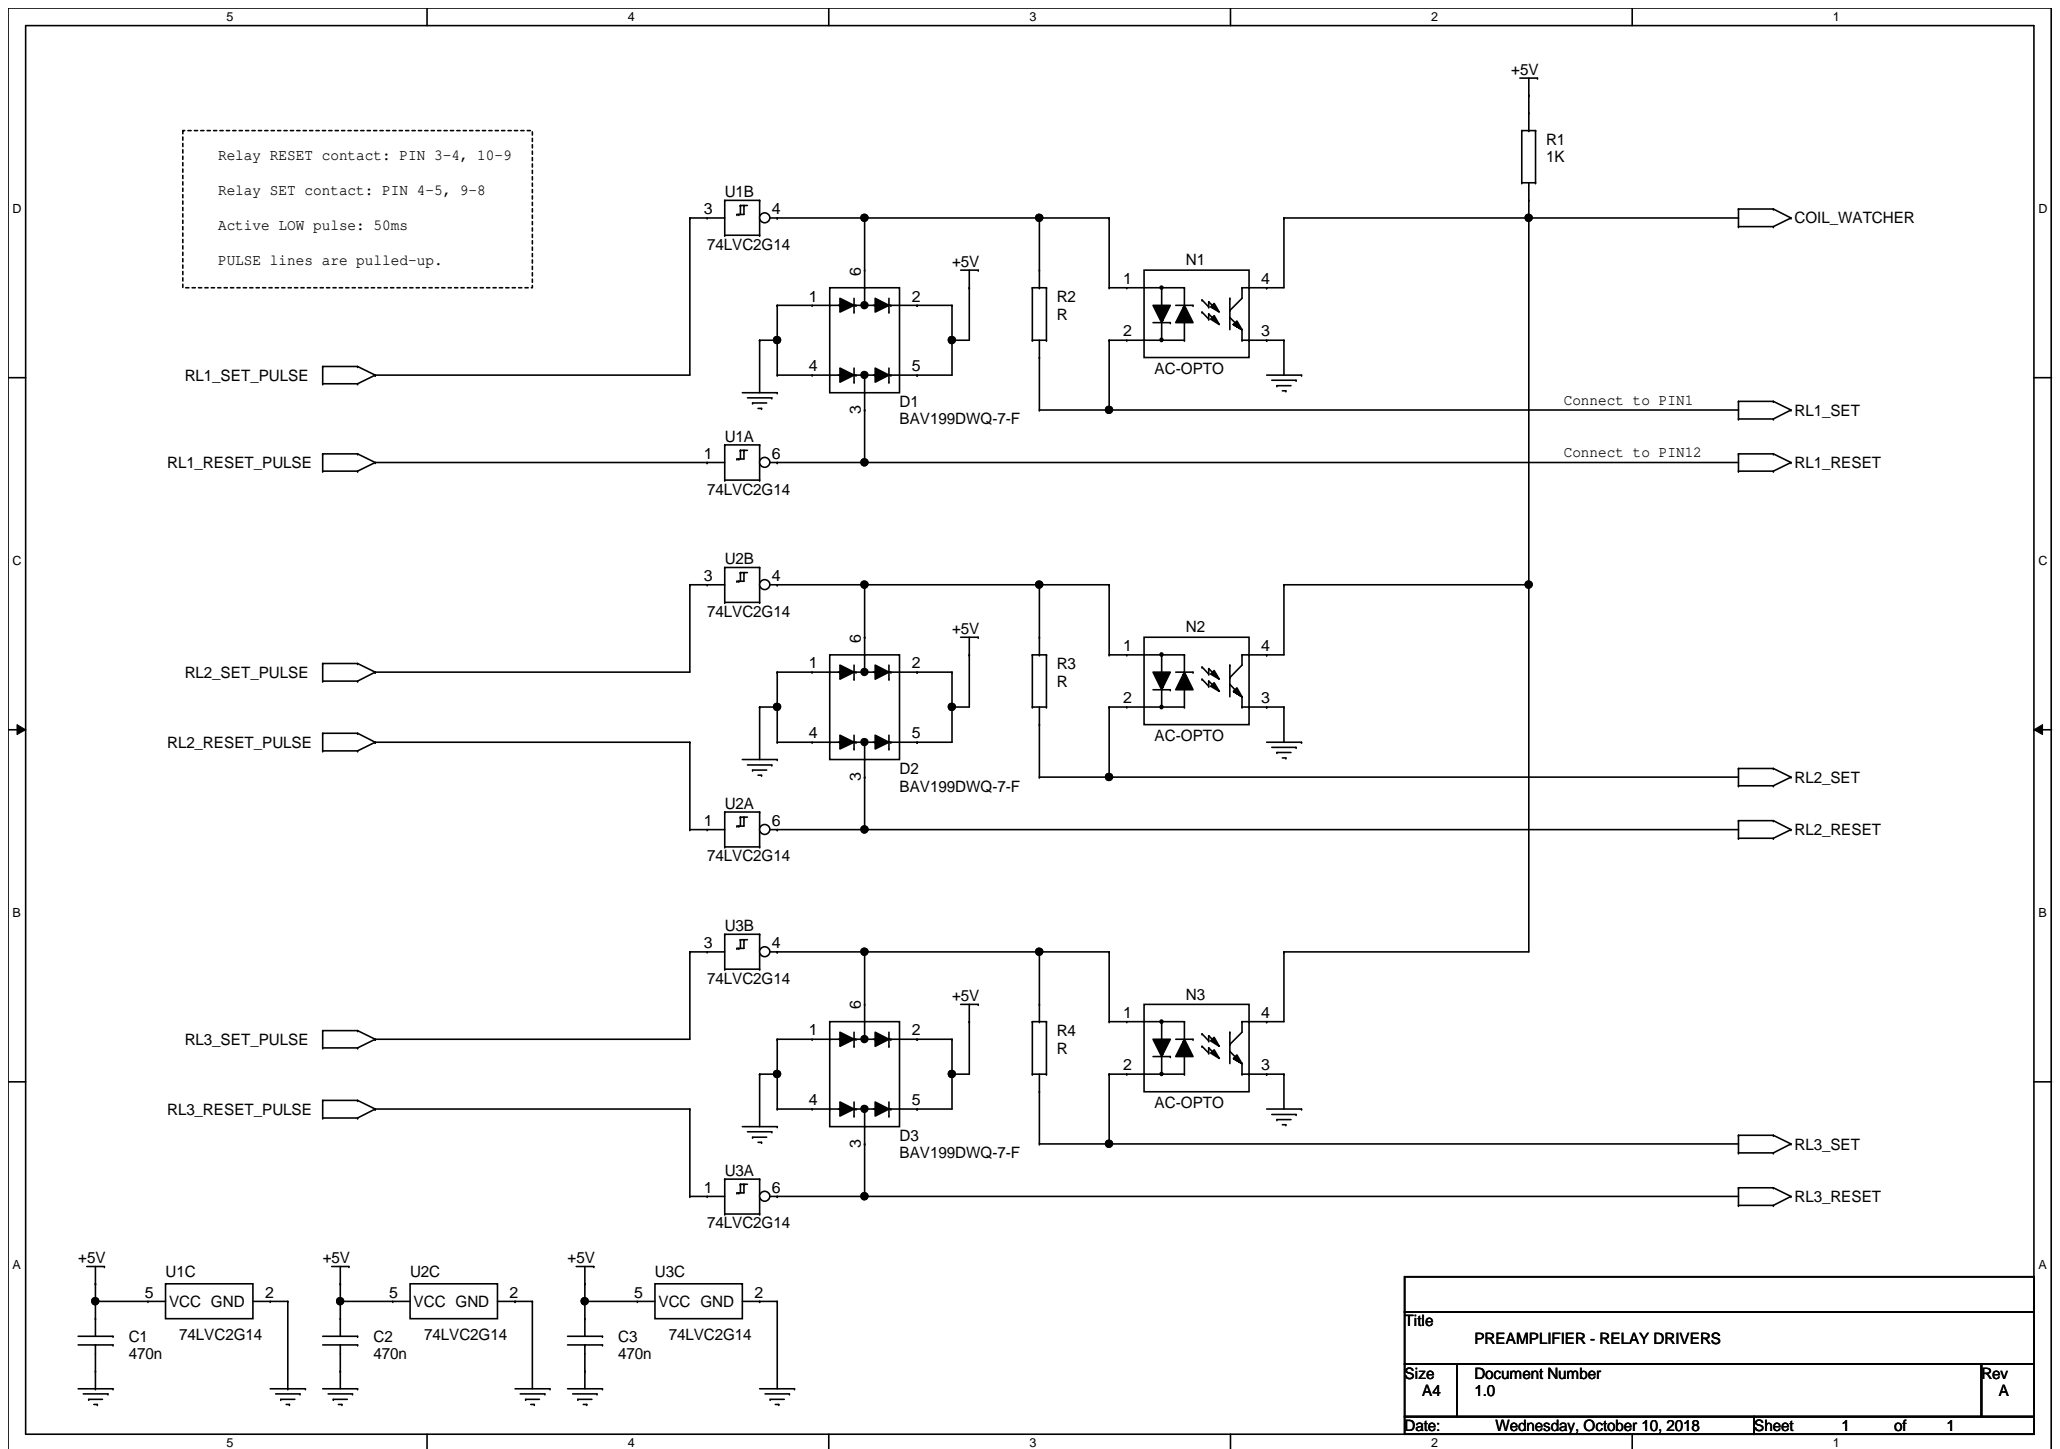 5 4 3 2 1
+5V
R1
1K
Relay RESET contact: PIN 3-4, 10-9
Relay SET contact: PIN 4-5, 9-8
Active LOW pulse: 50ms
PULSE lines are pulled-up.
D
D
U1B
3
4
74LVC2G14
COIL_WATCHER
+5V
6
1
2
4
5
3
R2
R
N1
1
4
2
3
AC-OPTO
RL1_SET_PULSE
D1
BAV199DWQ-7-F
Connect to PIN1
RL1_SET
U1A
RL1_RESET_PULSE
1
6
74LVC2G14
Connect to PIN12
RL1_RESET
C
C
U2B
3
4
74LVC2G14
+5V
6
1
2
4
5
3
R3
R
N2
1
4
2
3
AC-OPTO
RL2_SET_PULSE
RL2_RESET_PULSE
D2
BAV199DWQ-7-F
RL2_SET
U2A
1
6
74LVC2G14
RL2_RESET
B
B
U3B
3
4
74LVC2G14
+5V
6
1
2
4
5
3
R4
R
N3
1
4
2
3
AC-OPTO
RL3_SET_PULSE
RL3_RESET_PULSE
D3
BAV199DWQ-7-F
RL3_SET
U3A
1
6
74LVC2G14
RL3_RESET
A
A
+5V
U1C
5
VCC GND
2
74LVC2G14
C1
470n
+5V
U2C
5
VCC GND
2
74LVC2G14
C2
470n
+5V
U3C
5
VCC GND
2
74LVC2G14
C3
470n
Title
PREAMPLIFIER - RELAY DRIVERS
Size
A4
Document Number
1.0
Rev
A
Date: Wednesday, October 10, 2018 Sheet 1 of 1
5 4 3 2 1